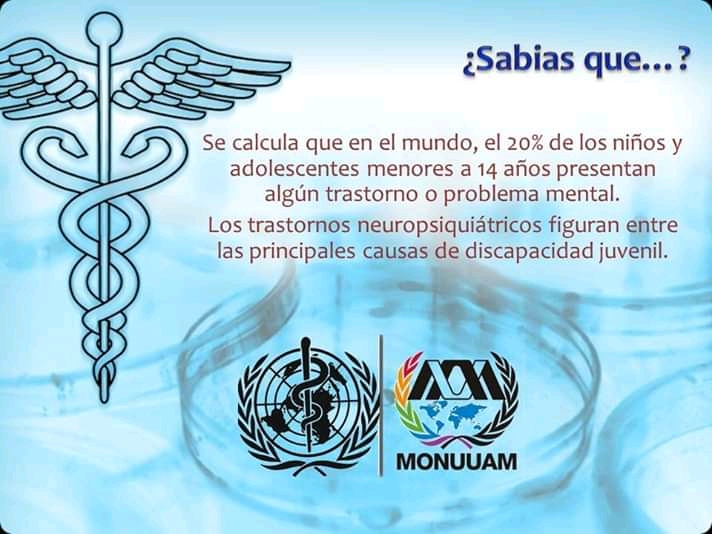 ¿Sabias que...?
Se calcula que en el mundo, el 20% de los niños y
adolescentes menores a 14 años presentan
algún trastorno o problema mental.
Los trastornos neuropsiquiátricos figuran entre
las principales causas de discapacidad juvenil.
MONUUAM